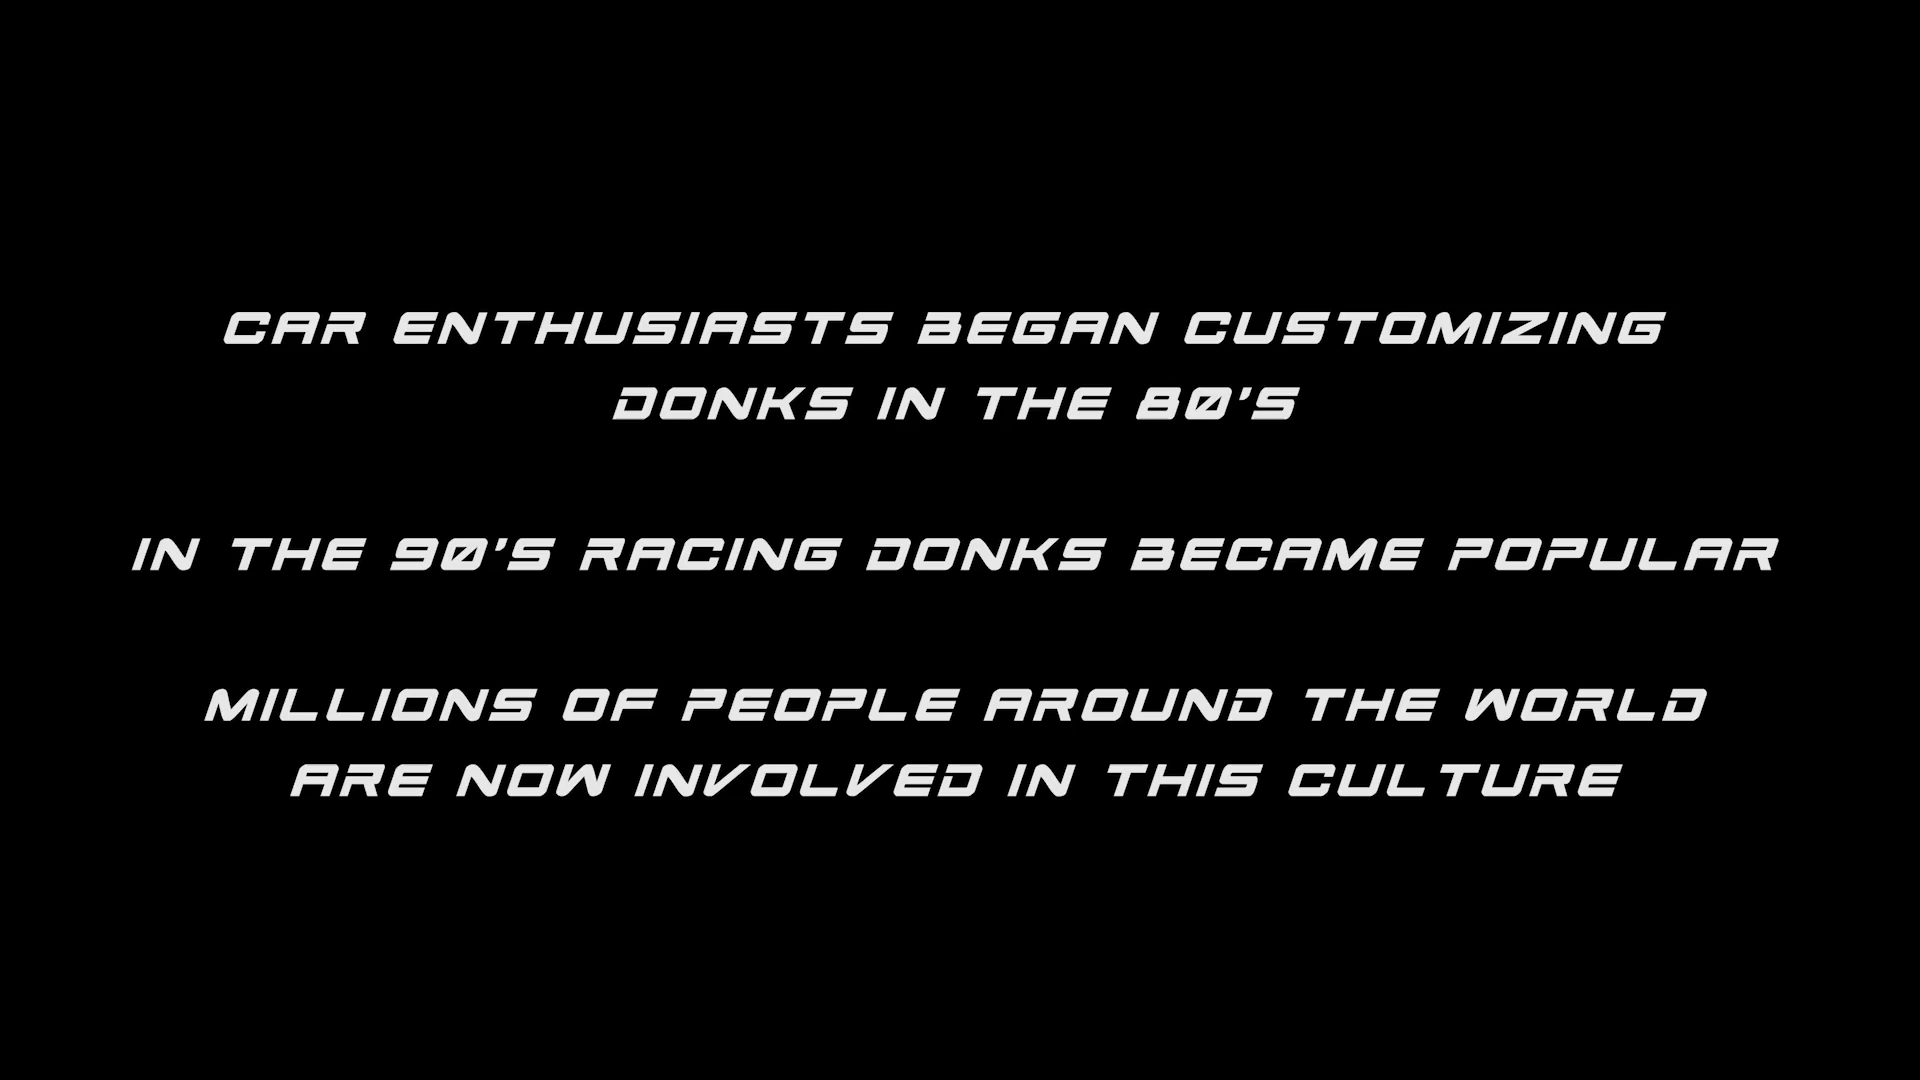 CAR ENTHUSIASTS BEGAN CUSTOMIZING
DONKS IN THE 80'S
IN THE 90'S RACING DONKS BECAME POPULAR
MILLIONS OF PEOPLE AROUND THE WORLD
ARE NOW INVOLVED IN THIS CULTURE